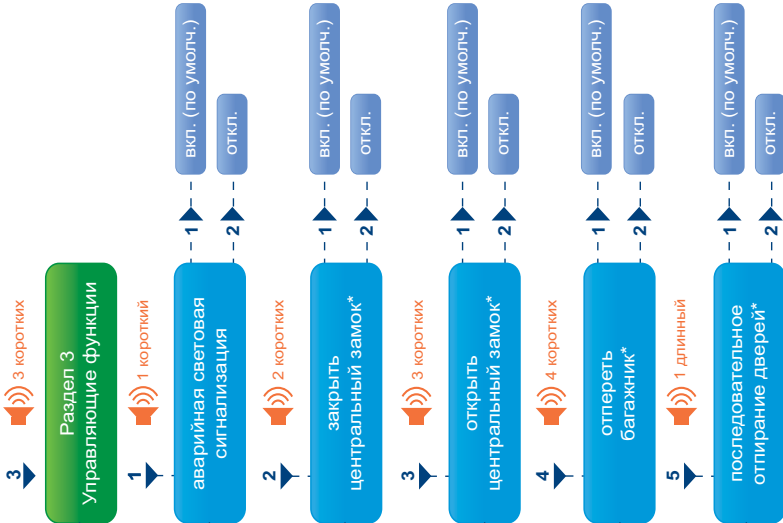 3
3 коротких
Раздел 3
Управляющие функции
1
1 короткий
аварийная световая
сигнализация
1
вкл. (по умолч.)
2
откл.
2
2 коротких
закрыть
центральный замок*
1
вкл. (по умолч.)
2
откл.
3
3 коротких
открыть
центральный замок*
1
вкл. (по умолч.)
2
откл.
4
4 коротких
отпереть
багажник*
1
вкл. (по умолч.)
2
откл.
5
1 длинный
последовательное
отпирание дверей*
1
вкл. (по умолч.)
2
откл.